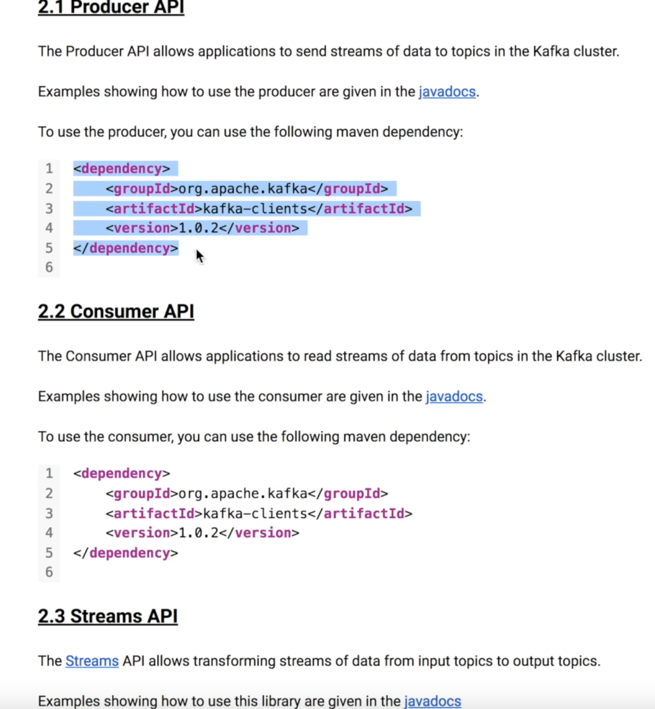 2.1 Producer API
The Producer API allows applications to send streams of data to topics in the Kafka cluster.
Examples showing how to use the producer are given in the javadocs.
To use the producer, you can use the following maven dependency:
1 <dependency>
2     <groupId>org.apache.kafka</groupId>
3     <artifactId>kafka-clients</artifactId>
4     <version>1.0.2</version>
5 </dependency>
6
2.2 Consumer API
The Consumer API allows applications to read streams of data from topics in the Kafka cluster.
Examples showing how to use the consumer are given in the javadocs.
To use the consumer, you can use the following maven dependency:
1 <dependency>
2     <groupId>org.apache.kafka</groupId>
3     <artifactId>kafka-clients</artifactId>
4     <version>1.0.2</version>
5 </dependency>
6
2.3 Streams API
The Streams API allows transforming streams of data from input topics to output topics.
Examples showing how to use this library are given in the javadocs